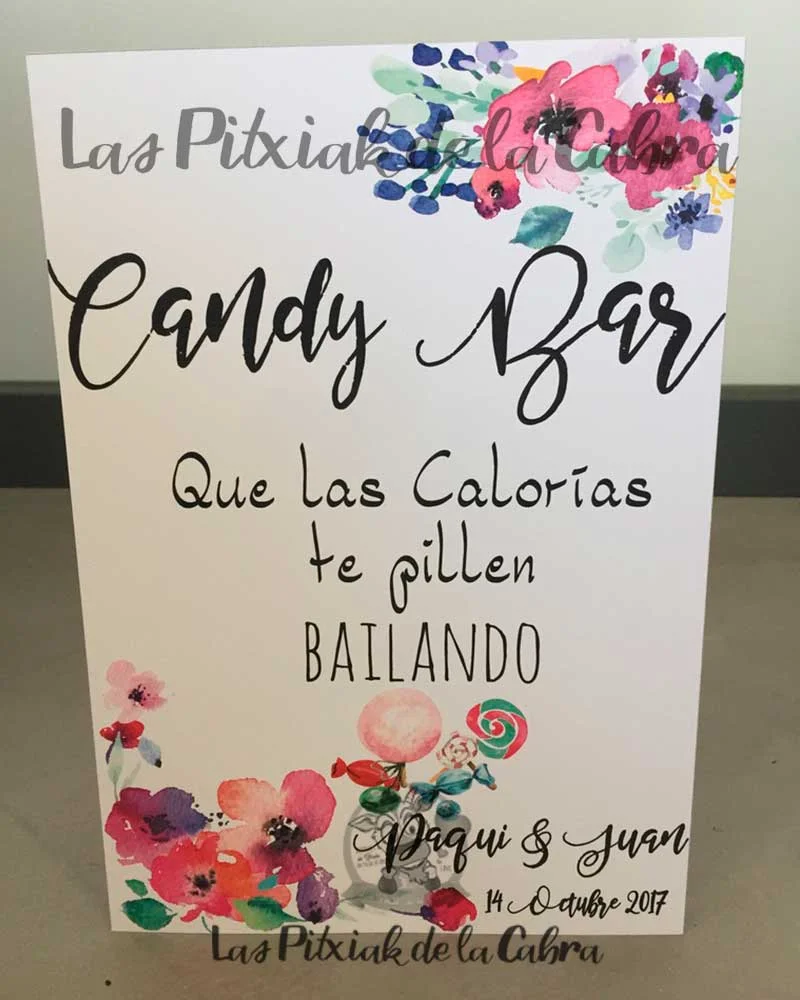 Las Pitxiak de la Cabra
Candy Bar
Que las Calorías
te pillen
BAILANDO
Paqui & Juan
14 Octubre 2017
Las Pitxiak de la Cabra